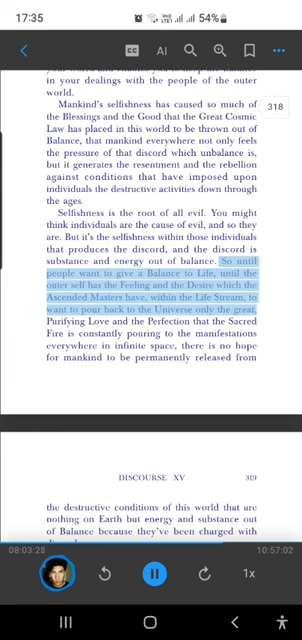 17:35
54%
CC
AI
318
in your dealings with the people of the outer
world.
Mankind's selfishness has caused so much of
the Blessings and the Good that the Great Cosmic
Law has placed in this world to be thrown out of
Balance, that mankind everywhere not only feels
the pressure of that discord which unbalance is,
but it generates the resentment and the rebellion
against conditions that have imposed upon
individuals the destructive activities down through
the ages.
Selfishness is the root of all evil. You might
think individuals are the cause of evil, and so they
are. But it's the selfishness within those individuals
that produces the discord, and the discord is
substance and energy out of balance. So until
people want to give a Balance to Life, until the
outer self has the Feeling and the Desire which the
Ascended Masters have, within the Life Stream, to
want to pour back to the Universe only the great,
Purifying Love and the Perfection that the Sacred
Fire is constantly pouring to the manifestations
everywhere in infinite space, there is no hope
for mankind to be permanently released from
DISCOURSE XV 319
the destructive conditions of this world that are
nothing on Earth but energy and substance out
of Balance because they've been charged with
08:03:28
10:57:02
1x